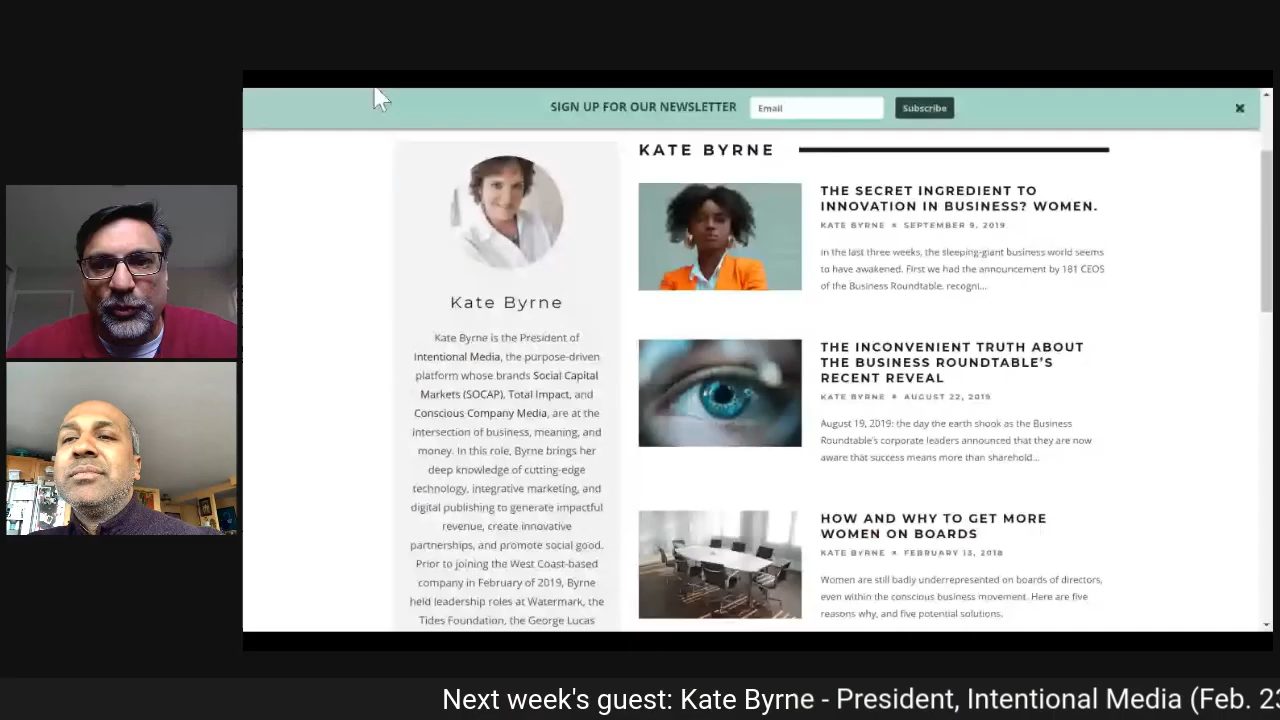 SIGN UP FOR OUR NEWSLETTER
Email
Subscribe
KATE BYRNE
Kate Byrne
Kate Byrne is the President of
Intentional Media, the purpose-driven
platform whose brands Social Capital
Markets (SOCAP), Total Impact, and
Conscious Company Media, are at the
intersection of business, meaning, and
money. In this role, Byrne brings her
deep knowledge of cutting-edge
technology, integrative marketing, and
digital publishing to generate impactful
revenue, create innovative
partnerships, and promote social good.
Prior to joining the West Coast-based
company in February of 2019, Byrne
held leadership roles at Watermark, the
Tides Foundation, the George Lucas
THE SECRET INGREDIENT TO
INNOVATION IN BUSINESS? WOMEN.
KATE BYRNE × SEPTEMBER 9, 2019
In the last three weeks, the sleeping-giant business world seems
to have awakened. First we had the announcement by 181 CEOS
of the Business Roundtable, recogni...
THE INCONVENIENT TRUTH ABOUT
THE BUSINESS ROUNDTABLE'S
RECENT REVEAL
KATE BYRNE × AUGUST 22, 2019
August 19, 2019: the day the earth shook as the Business
Roundtable's corporate leaders announced that they are now
aware that success means more than sharehold...
HOW AND WHY TO GET MORE
WOMEN ON BOARDS
KATE BYRNE × FEBRUARY 13, 2018
Women are still badly underrepresented on boards of directors,
even within the conscious business movement. Here are five
reasons why, and five potential solutions.
Next week's guest: Kate Byrne - President, Intentional Media (Feb. 23